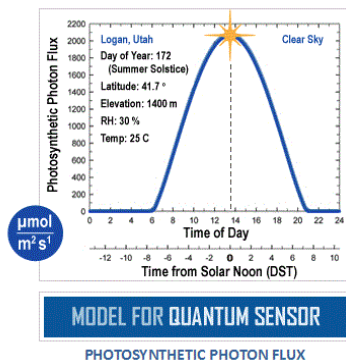 Photosynthetic Photon Flux
2200
2000
1800
1600
1400
1200
1000
800
600
400
200
0
Logan, Utah
Clear Sky
Day of Year: 172
(Summer Solstice)
Latitude: 41.7 °
Elevation: 1400 m
RH: 30 %
Temp: 25 C
0 2 4 6 8 10 12 14 16 18 20 22 24
Time of Day
µmol
m² s¹
-12 -10 -8 -6 -4 -2 0 2 4 6 8 10
Time from Solar Noon (DST)
MODEL FOR QUANTUM SENSOR
PHOTOSYNTHETIC PHOTON FLUX